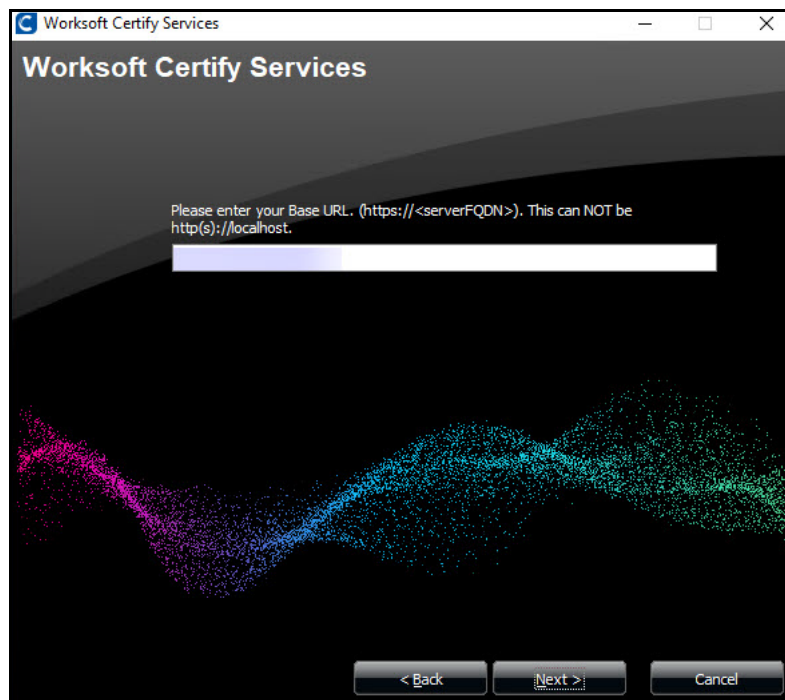 Worksoft Certify Services
Worksoft Certify Services
Please enter your Base URL. (https://<serverFQDN>). This can NOT be
http(s)://localhost.
< Back
Next >
Cancel